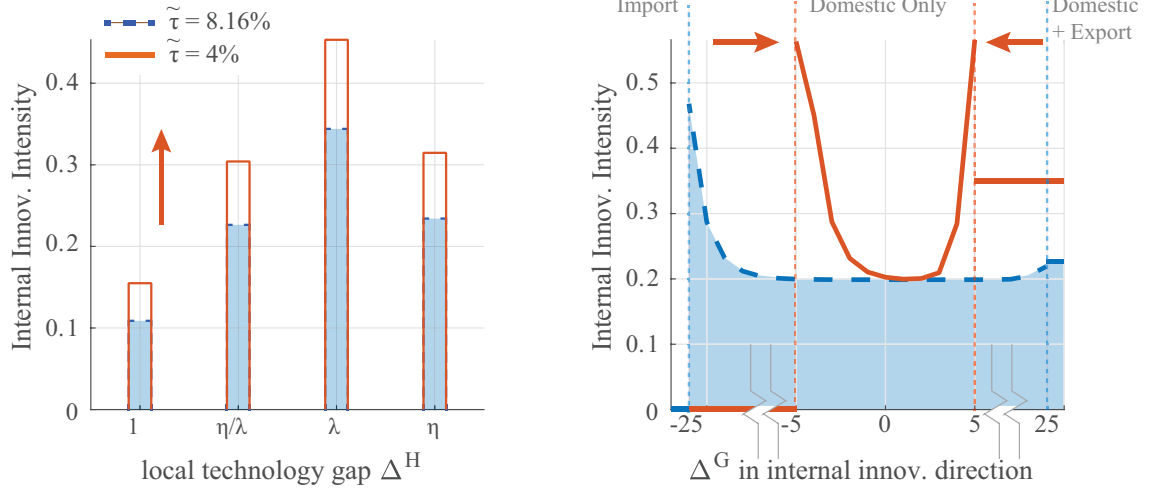 τ̃ = 8.16%
τ̃ = 4%
Internal Innov. Intensity
0.4
0.3
0.2
0.1
0
1
η/λ
λ
η
local technology gap Δ^H
Import
Domestic Only
Domestic
+ Export
Internal Innov. Intensity
0.5
0.4
0.3
0.2
0.1
0
-25
-5
0
5
25
Δ^G in internal innov. direction